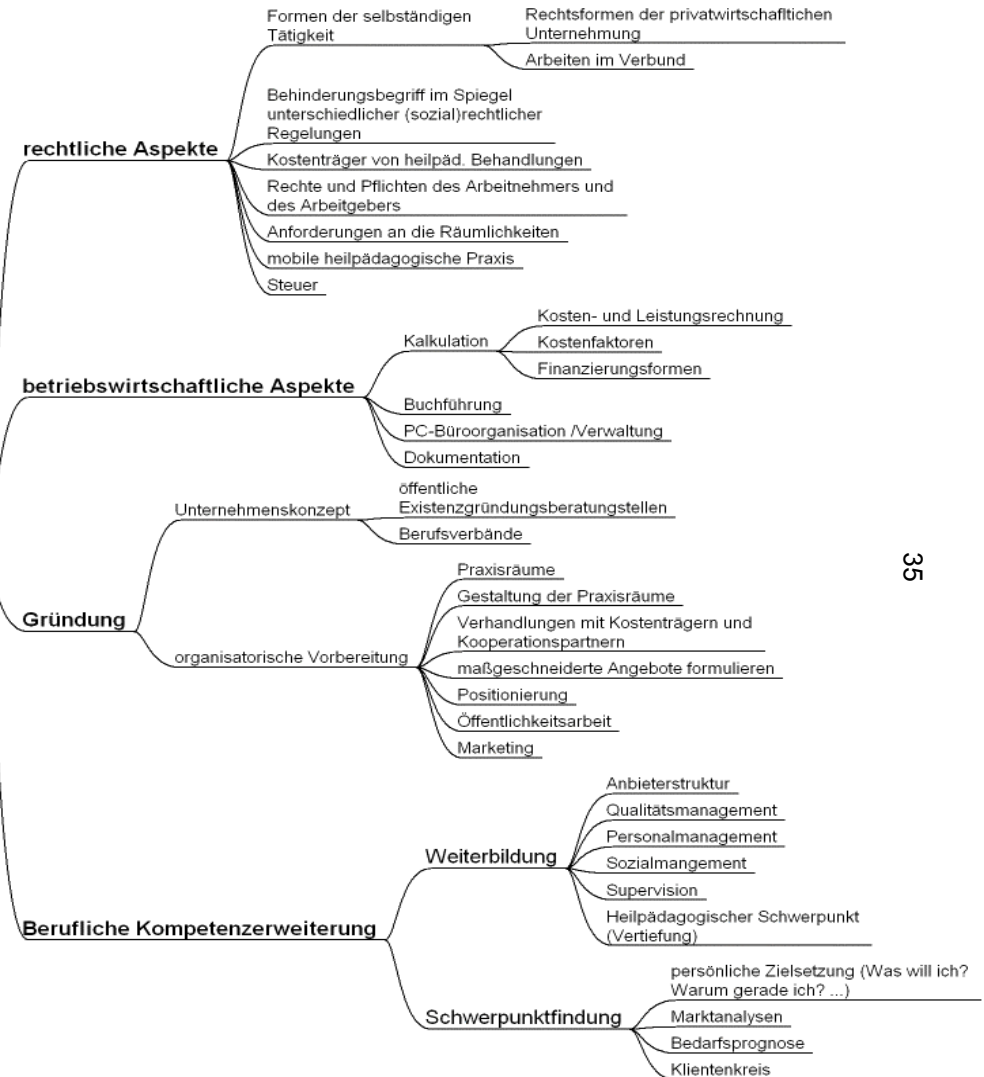 Formen der selbständigen
Tätigkeit
Rechtsformen der privatwirtschafltichen
Unternehmung
Arbeiten im Verbund
Behinderungsbegriff im Spiegel
unterschiedlicher (sozial)rechtlicher
Regelungen
rechtliche Aspekte
Kostenträger von heilpäd. Behandlungen
Rechte und Pflichten des Arbeitnehmers und
des Arbeitgebers
Anforderungen an die Räumlichkeiten
mobile heilpädagogische Praxis
Steuer
Kosten- und Leistungsrechnung
Kalkulation
Kostenfaktoren
Finanzierungsformen
betriebswirtschaftliche Aspekte
Buchführung
PC-Büroorganisation /Verwaltung
Dokumentation
öffentliche
Existenzgründungsberatungstellen
Unternehmenskonzept
Berufsverbände
35
Praxisräume
Gestaltung der Praxisräume
Gründung
Verhandlungen mit Kostenträgern und
Kooperationspartnern
organisatorische Vorbereitung
maßgeschneiderte Angebote formulieren
Positionierung
Öffentlichkeitsarbeit
Marketing
Anbieterstruktur
Qualitätsmanagement
Personalmanagement
Weiterbildung
Sozialmangement
Supervision
Heilpädagogischer Schwerpunkt
(Vertiefung)
Berufliche Kompetenzerweiterung
persönliche Zielsetzung (Was will ich?
Warum gerade ich? ...)
Schwerpunktfindung
Marktanalysen
Bedarfsprognose
Klientenkreis